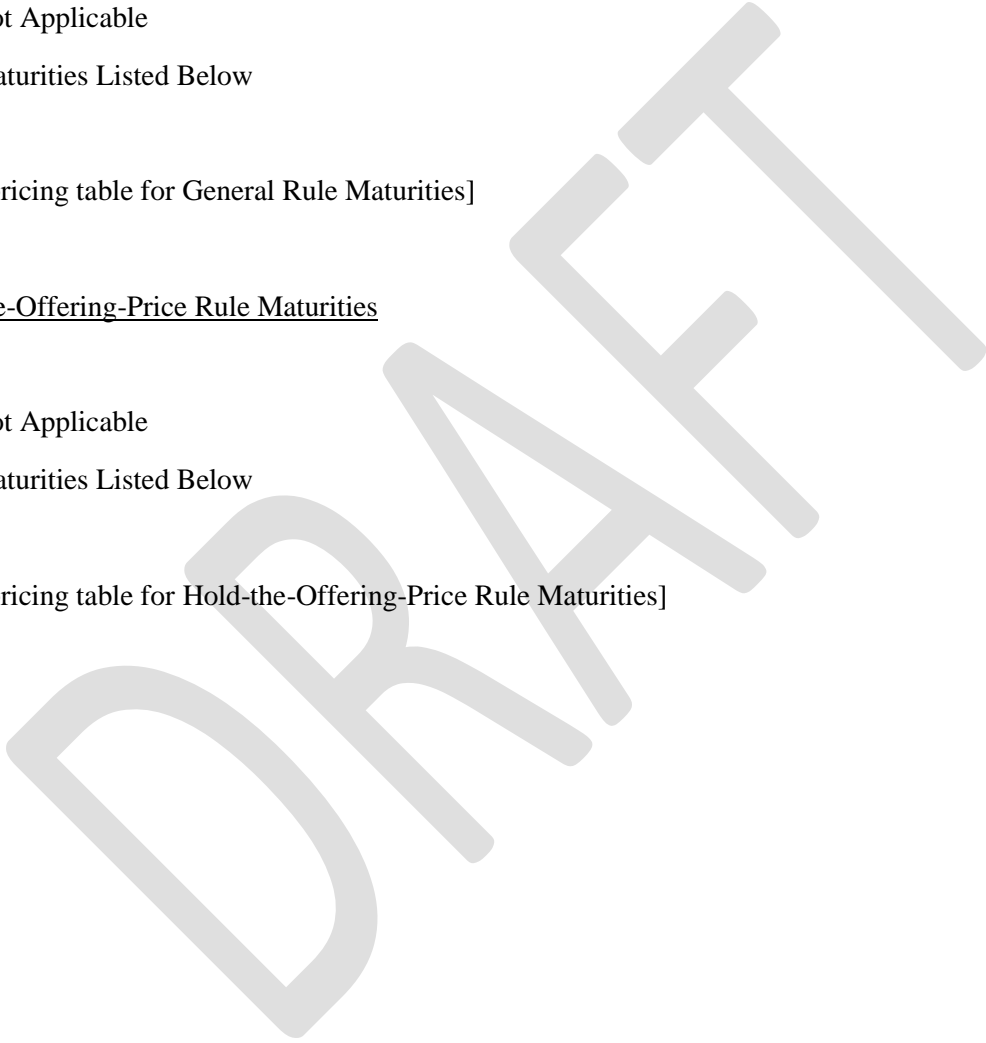 ot Applicable
aturities Listed Below
ricing table for General Rule Maturities]
e-Offering-Price Rule Maturities
ot Applicable
aturities Listed Below
ricing table for Hold-the-Offering-Price Rule Maturities]
DRAFT